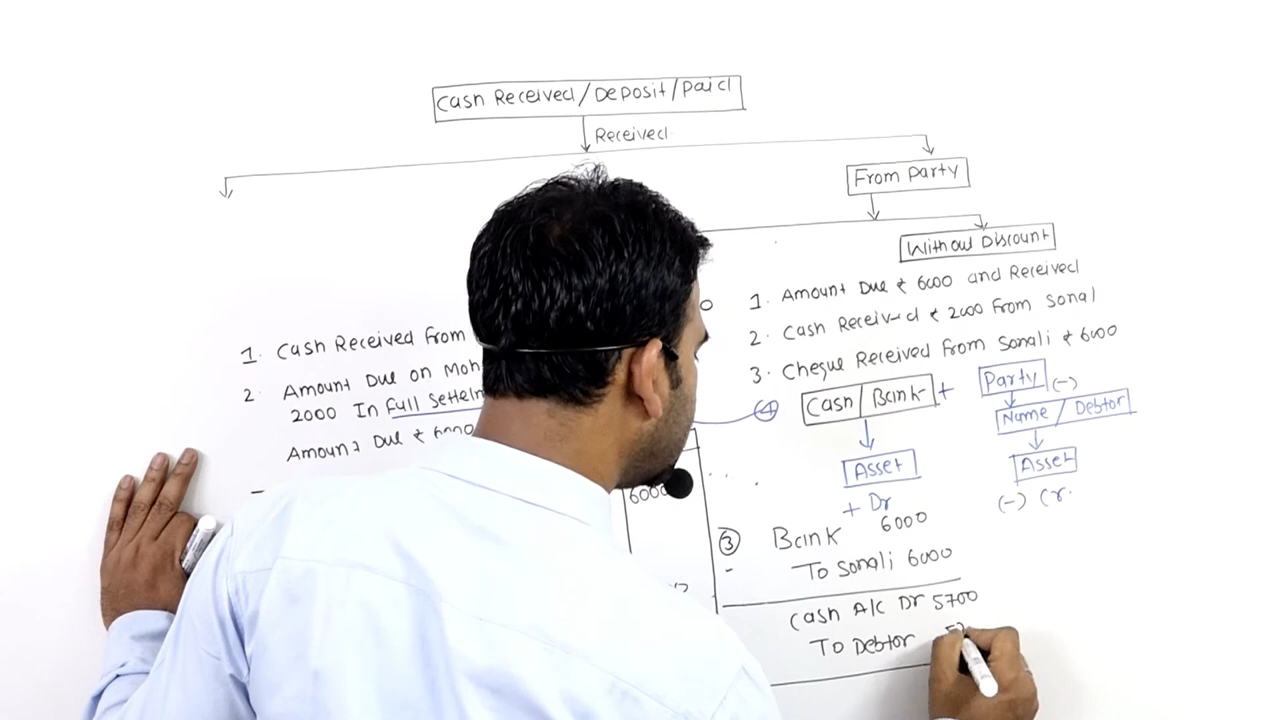 Cash Received/Deposit/Paid
Received
From Party
Without Discount
1. Cash Received From
2. Amount Due on Moh
2000 In full Settelm
Amount Due ₹ 6000
6000
1. Amount Due ₹ 6000 and Received
2. Cash Received ₹ 2000 From Sonal
3. Cheque Received From Sonali ₹ 6000
④ Cash/Bank + Party (-)
Name / Debtor
Asset Asset
+ Dr (-) Cr.
③ Bank 6000
To Sonali 6000
Cash A/C Dr 5700
To Debtor